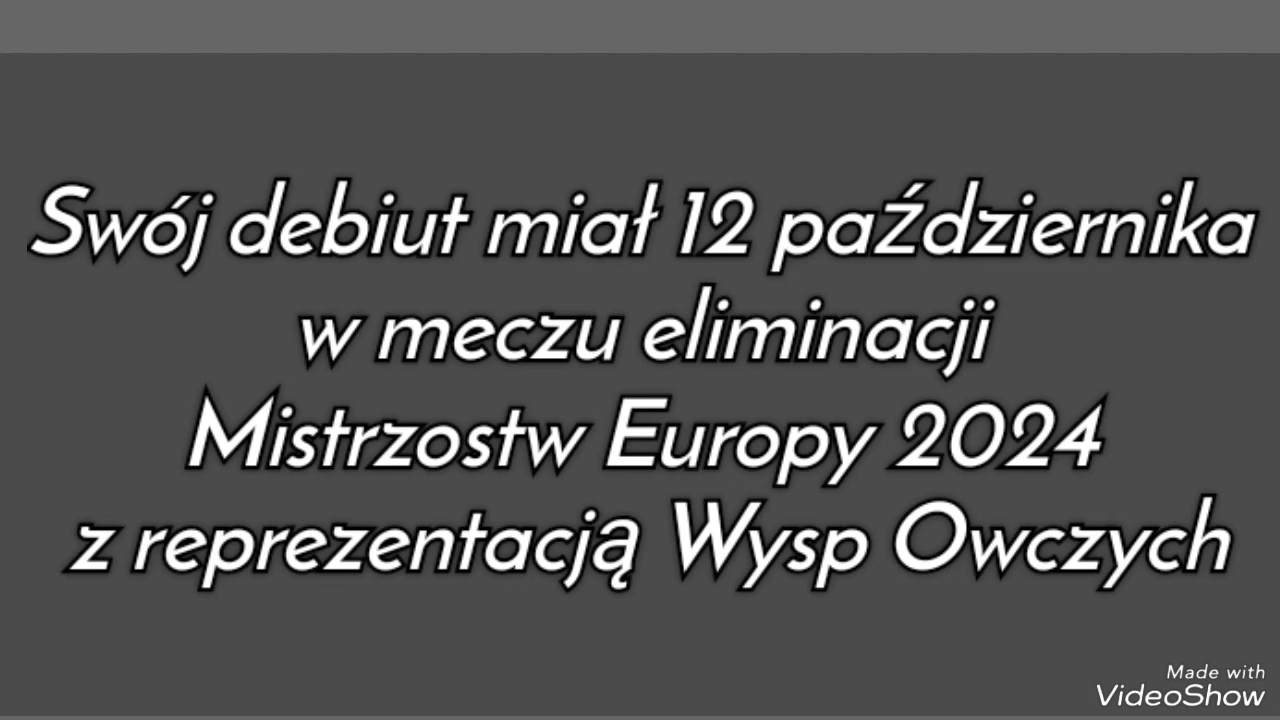 Swój debiut miał 12 października
w meczu eliminacji
Mistrzostw Europy 2024
z reprezentacją Wysp Owczych
Made with
VideoShow